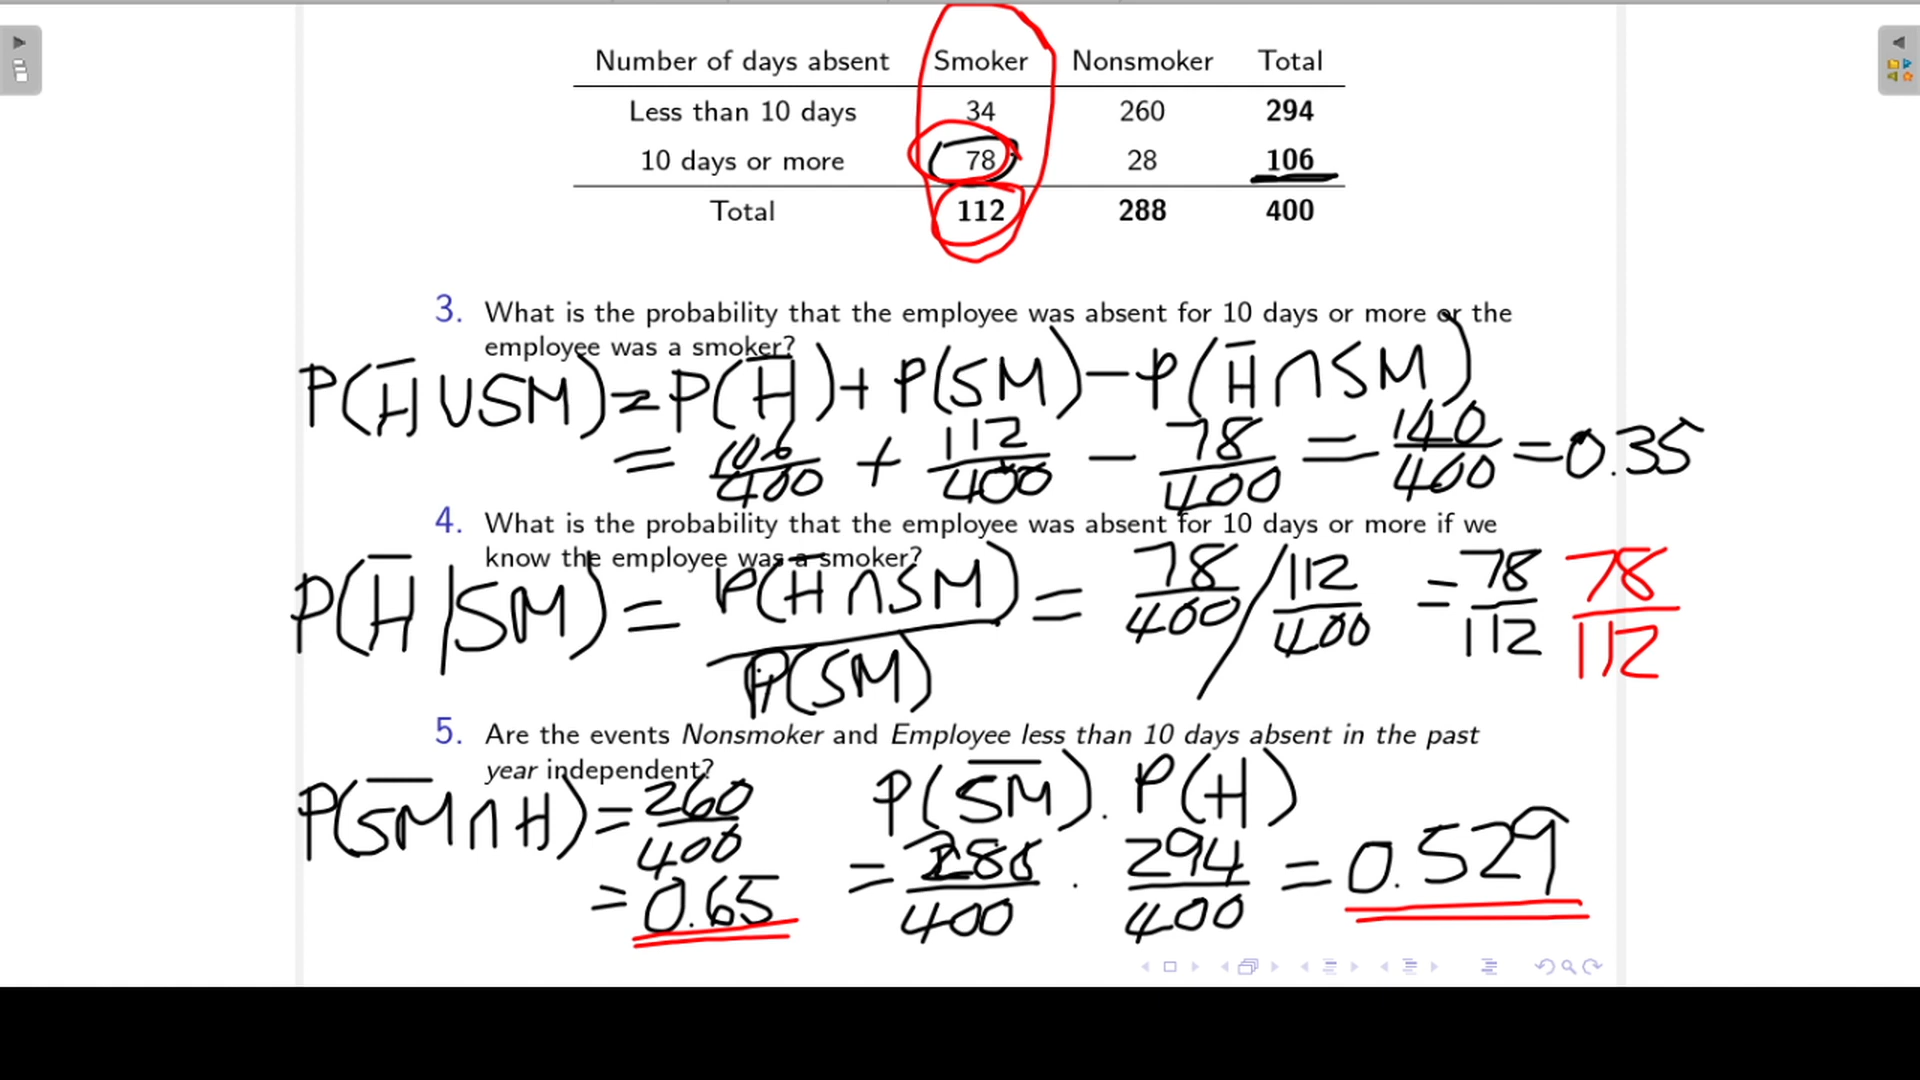 Number of days absent Smoker Nonsmoker Total
Less than 10 days 34 260 294
10 days or more 78 28 106
Total 112 288 400
3. What is the probability that the employee was absent for 10 days or more or the
employee was a smoker?
P(H̅ ∪ SM) = P(H̅) + P(SM) − P(H̅ ∩ SM)
= 106/400 + 112/400 − 78/400 = 140/400 = 0.35
4. What is the probability that the employee was absent for 10 days or more if we
know the employee was a smoker?
P(H̅ | SM) = P(H̅ ∩ SM)/P(SM) = 78/400 / 112/400 = 78/112 78/112
5. Are the events Nonsmoker and Employee less than 10 days absent in the past
year independent?
P(S̅M̅ ∩ H) = 260/400 P(S̅M̅) . P(H)
= 0.65 = 288/400 . 294/400 = 0.529